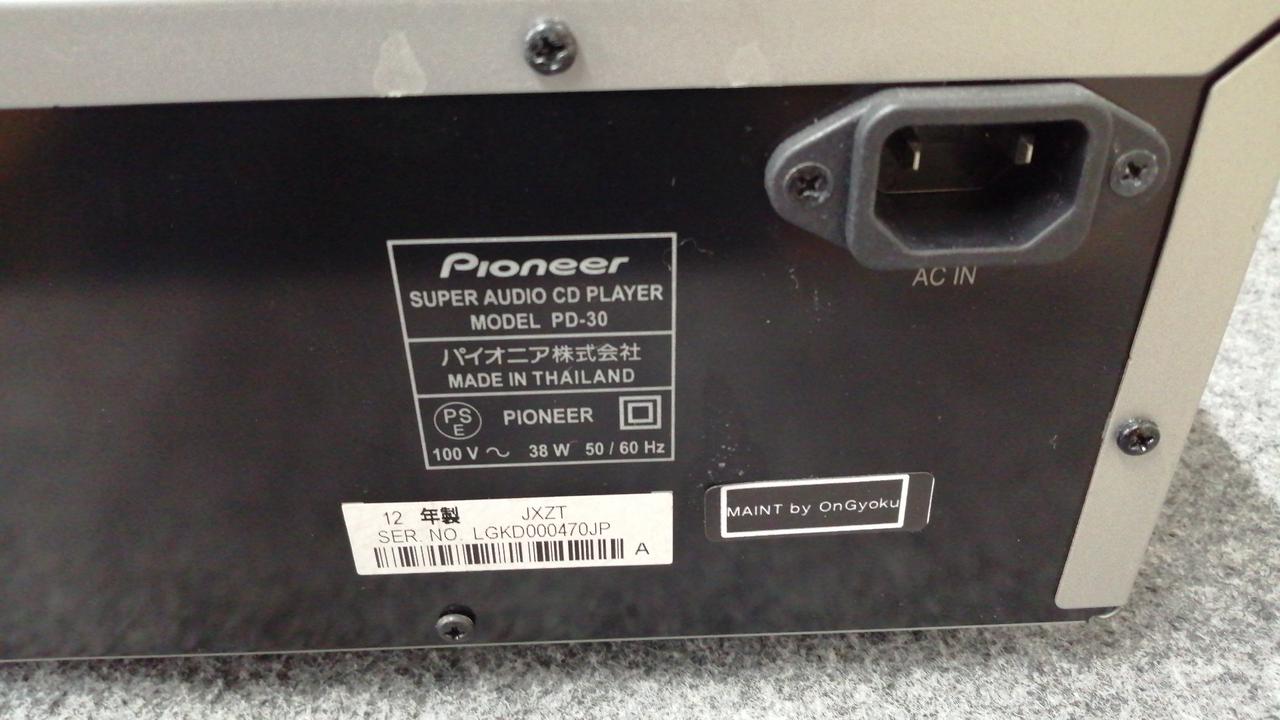 AC IN
Pioneer
SUPER AUDIO CD PLAYER
MODEL PD-30
パイオニア株式会社
MADE IN THAILAND
PS
E
PIONEER
100 V ～ 38 W 50 / 60 Hz
12 年製 JXZT
SER. NO. LGKD000470JP
A
MAINT by OnGyoku